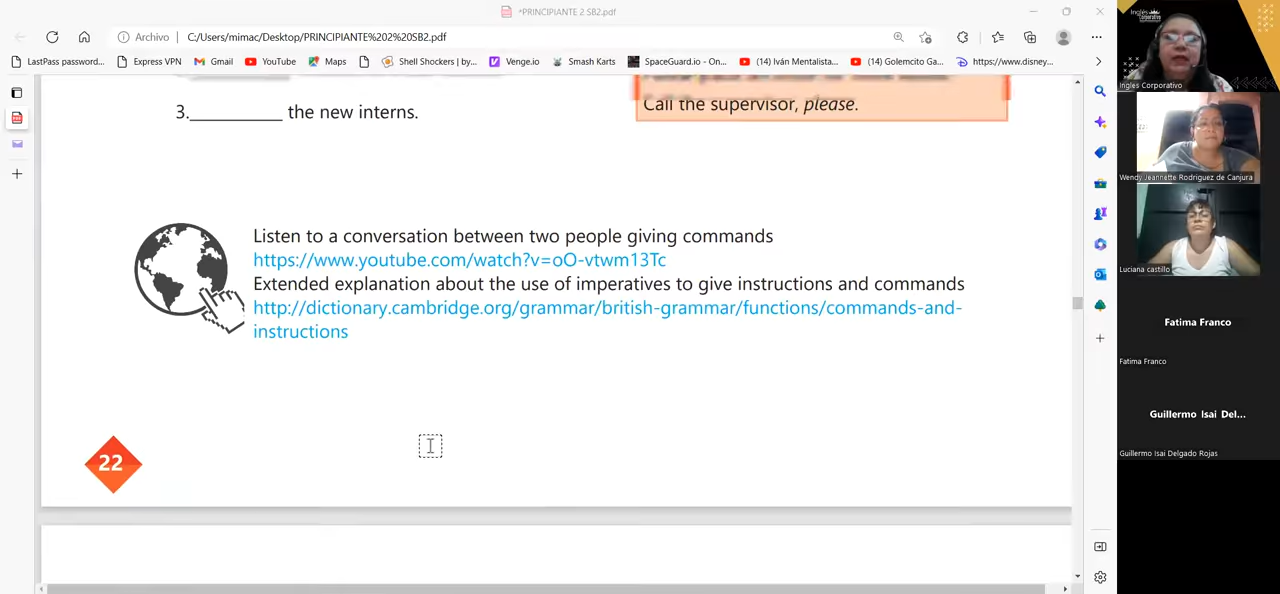 *PRINCIPIANTE 2 SB2.pdf
Archivo | C:/Users/mimac/Desktop/PRINCIPIANTE%202%20SB2.pdf
LastPass password... Express VPN Gmail YouTube Maps Shell Shockers | by... Venge.io Smash Karts SpaceGuard.io - On... (14) Iván Mentalista... (14) Golemcito Ga... https://www.disney...
Call the supervisor, please.
3.__________ the new interns.
Listen to a conversation between two people giving commands
https://www.youtube.com/watch?v=oO-vtwm13Tc
Extended explanation about the use of imperatives to give instructions and commands
http://dictionary.cambridge.org/grammar/british-grammar/functions/commands-and-
instructions
22
Inglés
Corporativo
Ingles Corporativo
Wendy Jeannette Rodriguez de Canjura
Luciana castillo
Fatima Franco
Fatima Franco
Guillermo Isai Del...
Guillermo Isai Delgado Rojas